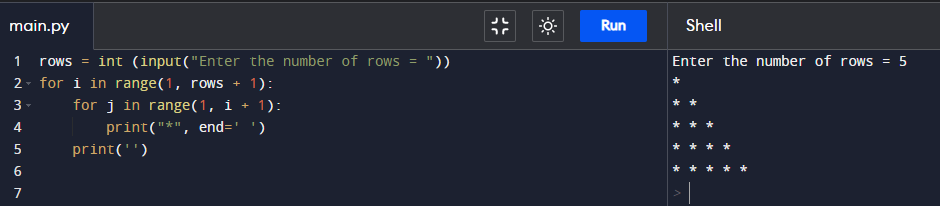 main.py
Run
Shell
1 rows = int (input("Enter the number of rows = "))
2 for i in range(1, rows + 1):
3     for j in range(1, i + 1):
4         print("*", end=' ')
5     print('')
6
7
Enter the number of rows = 5
*
* *
* * *
* * * *
* * * * *
>